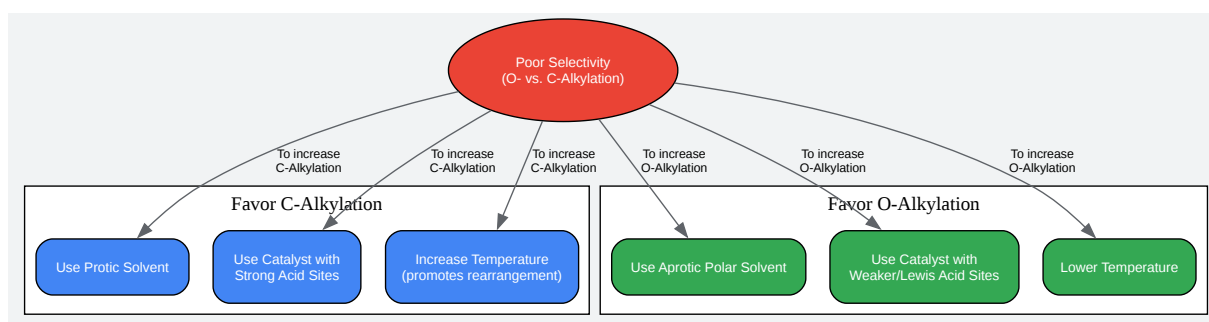 Poor Selectivity
(O- vs. C-Alkylation)
To increase
C-Alkylation
To increase
C-Alkylation
To increase
C-Alkylation
To increase
O-Alkylation
To increase
O-Alkylation
To increase
O-Alkylation
Favor C-Alkylation
Use Protic Solvent
Use Catalyst with
Strong Acid Sites
Increase Temperature
(promotes rearrangement)
Favor O-Alkylation
Use Aprotic Polar Solvent
Use Catalyst with
Weaker/Lewis Acid Sites
Lower Temperature